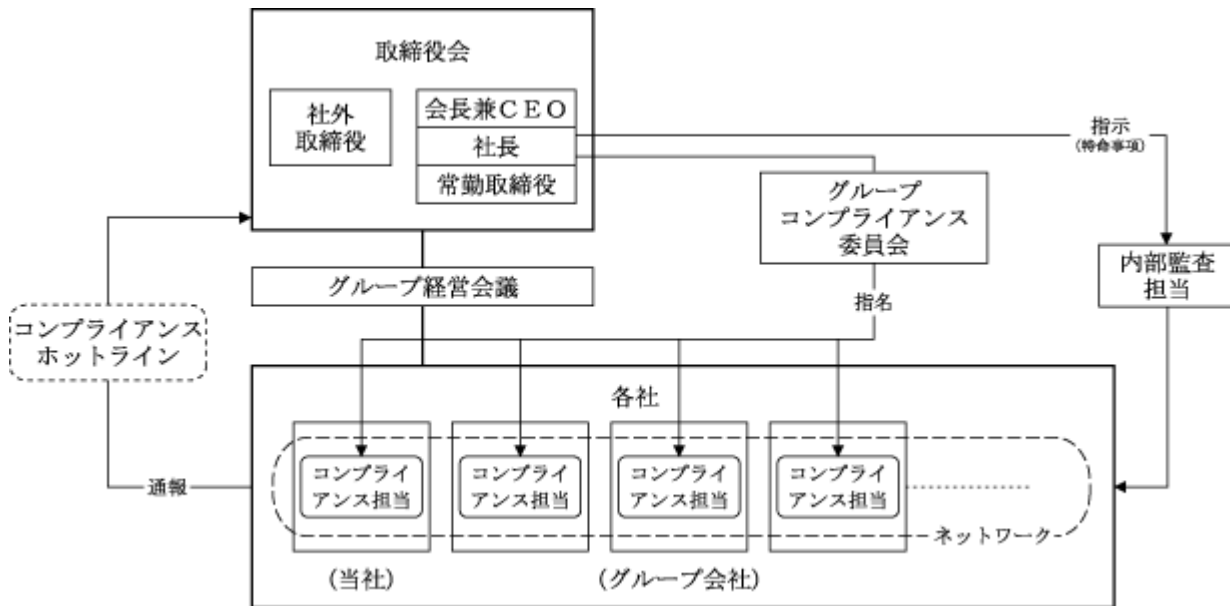 取締役会
社外
取締役
会長兼ＣＥＯ
社長
常勤取締役
指示
(特命事項)
グループ
コンプライアンス
委員会
内部監査
担当
グループ経営会議
指名
コンプライアンス
ホットライン
各社
コンプライ
アンス担当
コンプライ
アンス担当
コンプライ
アンス担当
コンプライ
アンス担当
通報
ネットワーク
(当社)
(グループ会社)